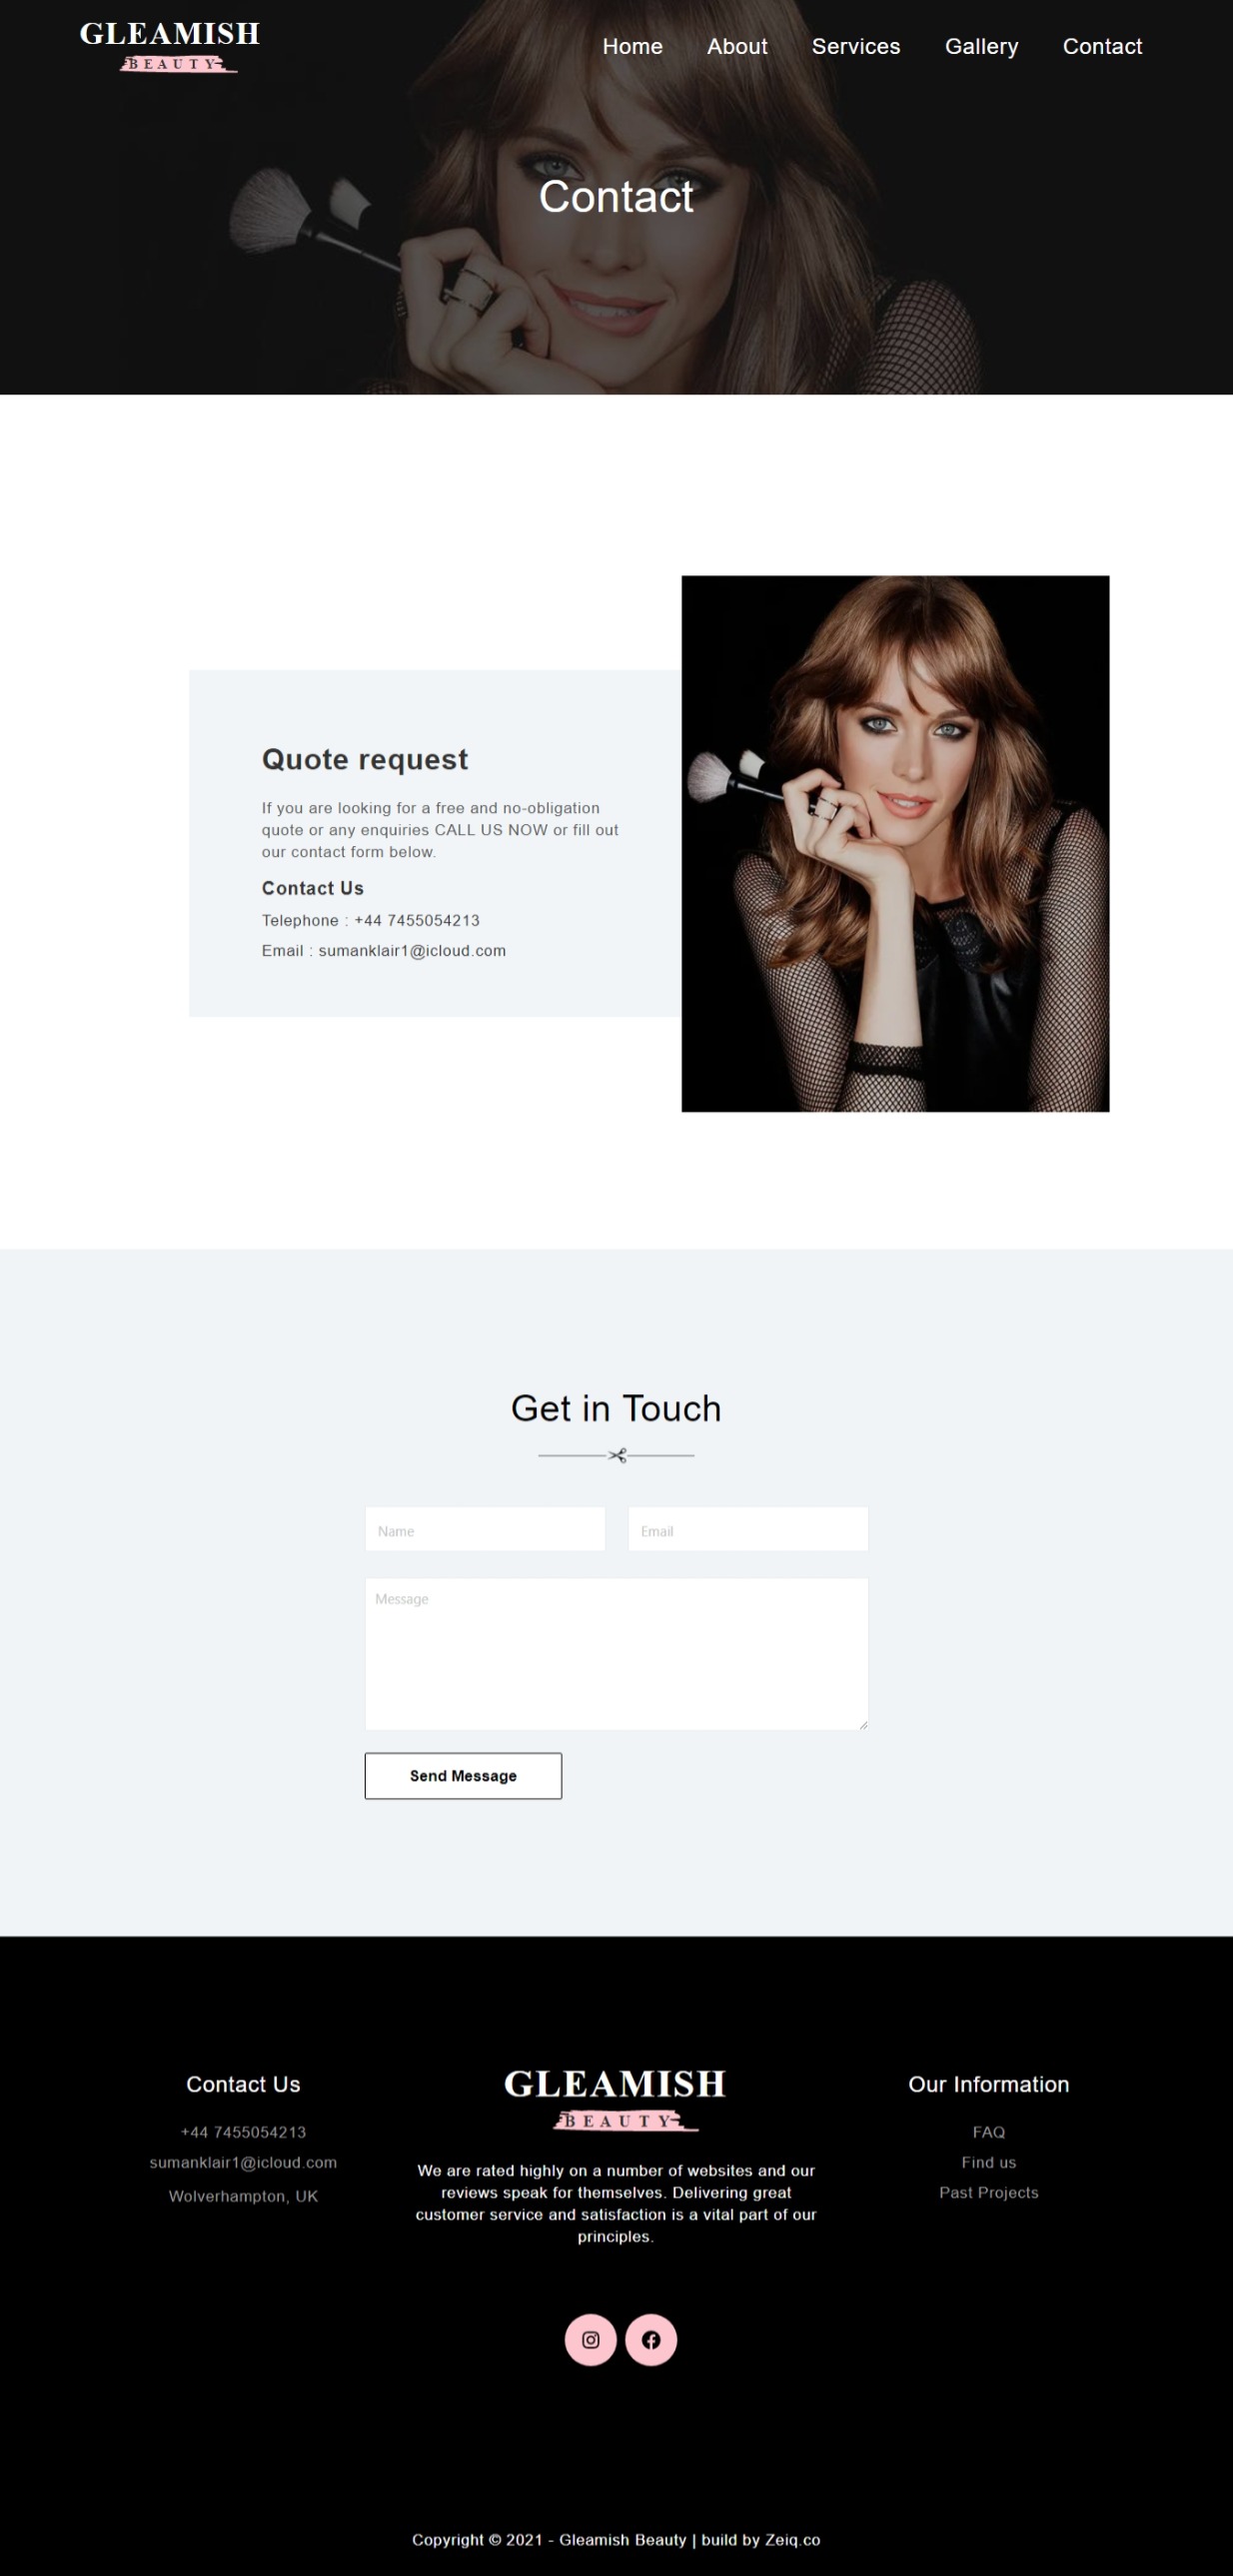 GLEAMISH
BEAUTY
Home About Services Gallery Contact
Contact
Quote request
If you are looking for a free and no-obligation
quote or any enquiries CALL US NOW or fill out
our contact form below.
Contact Us
Telephone : +44 7455054213
Email : sumanklair1@icloud.com
Get in Touch
Name
Email
Message
Send Message
Contact Us
+44 7455054213
sumanklair1@icloud.com
Wolverhampton, UK
GLEAMISH
BEAUTY
We are rated highly on a number of websites and our
reviews speak for themselves. Delivering great
customer service and satisfaction is a vital part of our
principles.
Our Information
FAQ
Find us
Past Projects
Copyright © 2021 - Gleamish Beauty | build by Zeiq.co